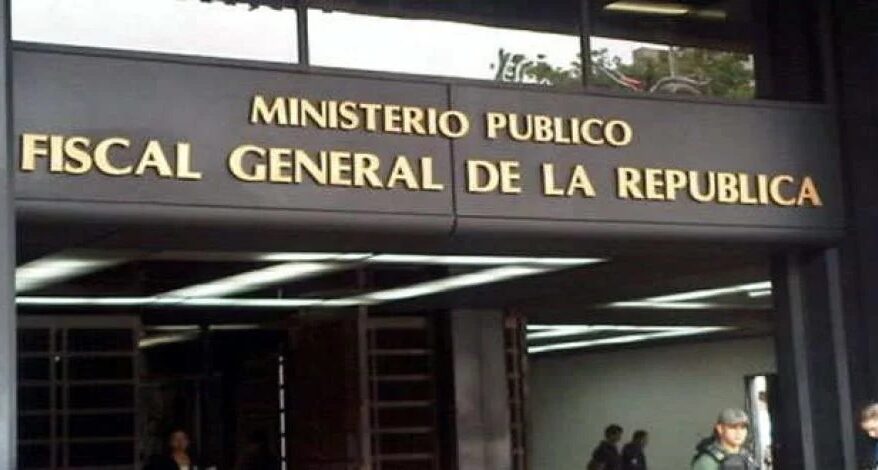 MINISTERIO PUBLICO
FISCAL GENERAL DE LA REPUBLICA